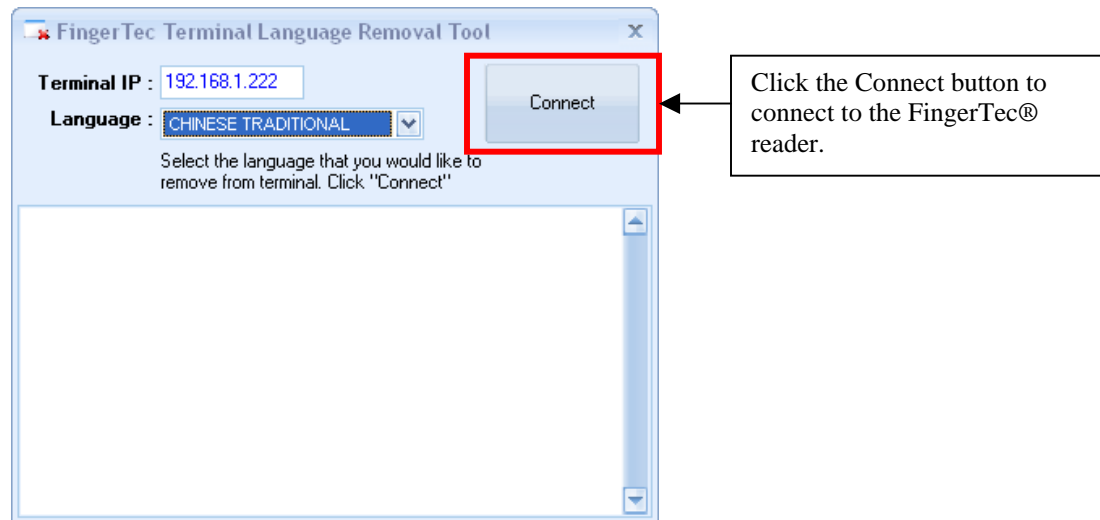 FingerTec Terminal Language Removal Tool
Terminal IP : 192.168.1.222
Language : CHINESE TRADITIONAL
Select the language that you would like to
remove from terminal. Click "Connect"
Connect
Click the Connect button to
connect to the FingerTec®
reader.